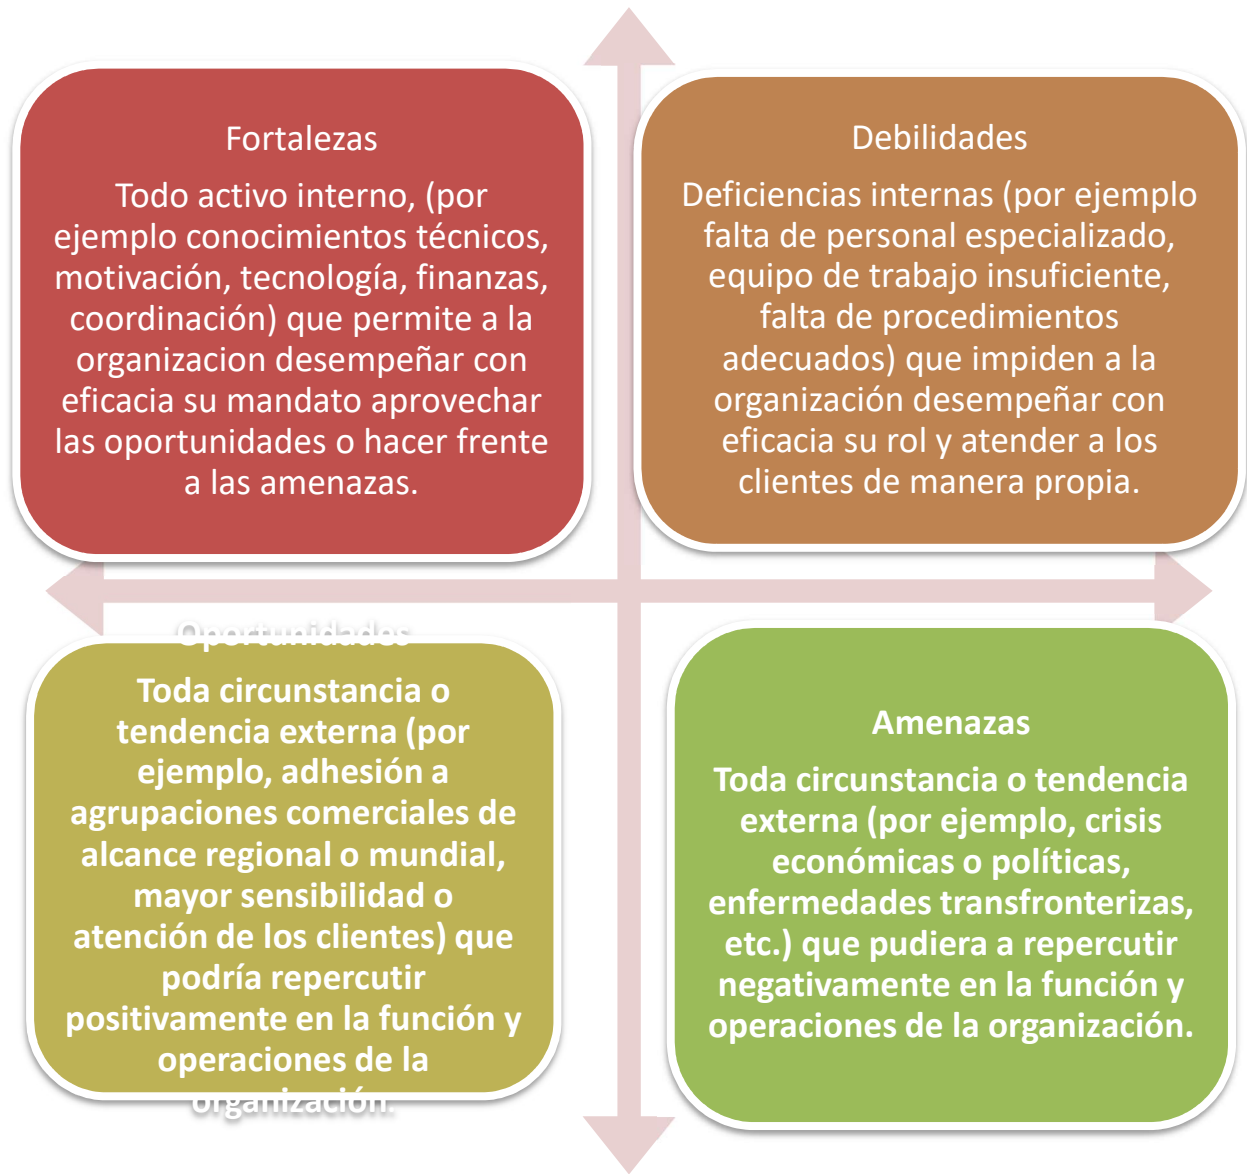 Fortalezas
Todo activo interno, (por
ejemplo conocimientos técnicos,
motivación, tecnología, finanzas,
coordinación) que permite a la
organizacion desempeñar con
eficacia su mandato aprovechar
las oportunidades o hacer frente
a las amenazas.
Debilidades
Deficiencias internas (por ejemplo
falta de personal especializado,
equipo de trabajo insuficiente,
falta de procedimientos
adecuados) que impiden a la
organización desempeñar con
eficacia su rol y atender a los
clientes de manera propia.
Oportunidades
Toda circunstancia o
tendencia externa (por
ejemplo, adhesión a
agrupaciones comerciales de
alcance regional o mundial,
mayor sensibilidad o
atención de los clientes) que
podría repercutir
positivamente en la función y
operaciones de la
organización.
Amenazas
Toda circunstancia o tendencia
externa (por ejemplo, crisis
económicas o políticas,
enfermedades transfronterizas,
etc.) que pudiera a repercutir
negativamente en la función y
operaciones de la organización.